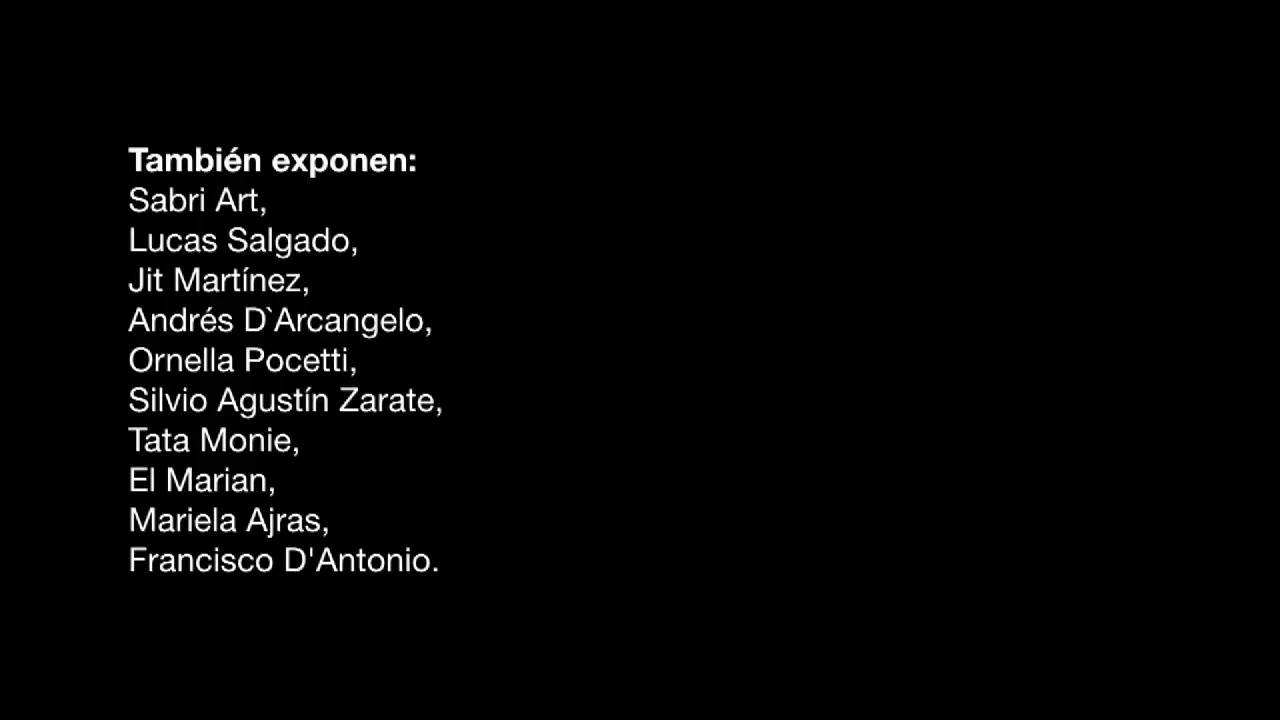 También exponen:
Sabri Art,
Lucas Salgado,
Jit Martínez,
Andrés D`Arcangelo,
Ornella Pocetti,
Silvio Agustín Zarate,
Tata Monie,
El Marian,
Mariela Ajras,
Francisco D'Antonio.